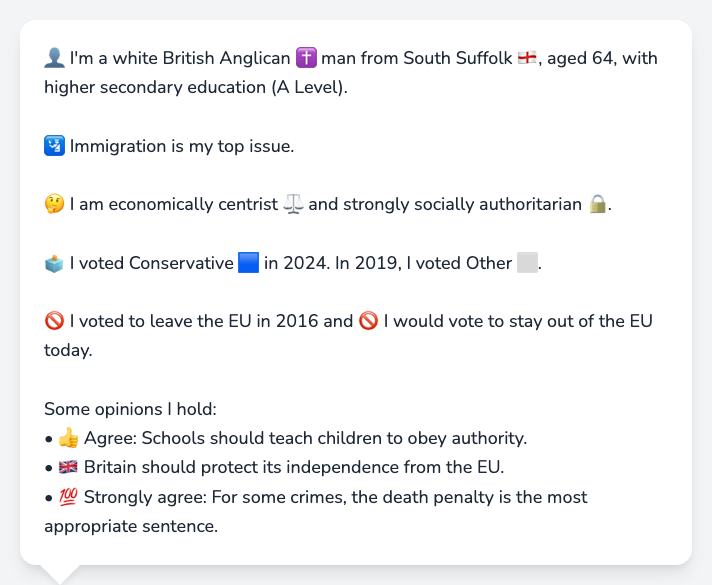 👤 I'm a white British Anglican ✝️ man from South Suffolk 🏴󠁧󠁢󠁥󠁮󠁧󠁿, aged 64, with
higher secondary education (A Level).
🛂 Immigration is my top issue.
🤔 I am economically centrist ⚖️ and strongly socially authoritarian 🔒.
🗳️ I voted Conservative 🟦 in 2024. In 2019, I voted Other ⬜.
🚫 I voted to leave the EU in 2016 and 🚫 I would vote to stay out of the EU
today.
Some opinions I hold:
• 👍 Agree: Schools should teach children to obey authority.
• 🇬🇧 Britain should protect its independence from the EU.
• 💯 Strongly agree: For some crimes, the death penalty is the most
appropriate sentence.